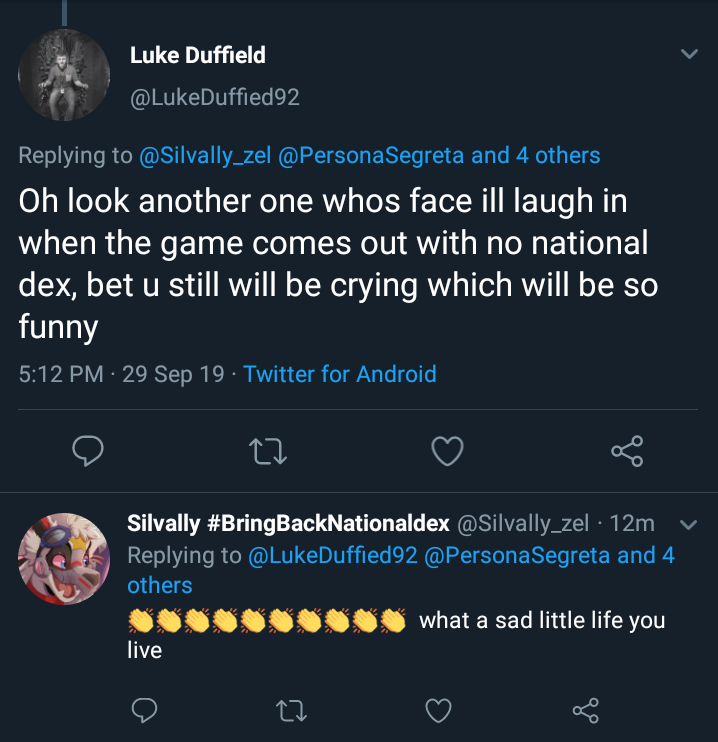 Luke Duffield
@LukeDuffied92
Replying to @Silvally_zel @PersonaSegreta and 4 others
Oh look another one whos face ill laugh in
when the game comes out with no national
dex, bet u still will be crying which will be so
funny
5:12 PM · 29 Sep 19 · Twitter for Android
Silvally #BringBackNationaldex @Silvally_zel · 12m
Replying to @LukeDuffied92 @PersonaSegreta and 4
others
👏👏👏👏👏👏👏👏👏👏 what a sad little life you
live